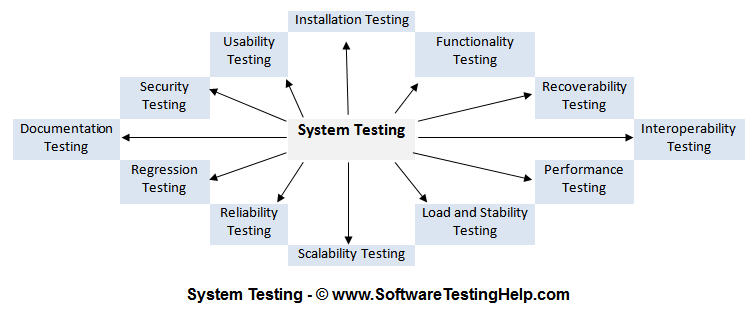 Installation Testing
Usability
Testing
Functionality
Testing
Security
Testing
Recoverability
Testing
Documentation
Testing
System Testing
Interoperability
Testing
Regression
Testing
Performance
Testing
Reliability
Testing
Load and Stability
Testing
Scalability Testing
System Testing - © www.SoftwareTestingHelp.com